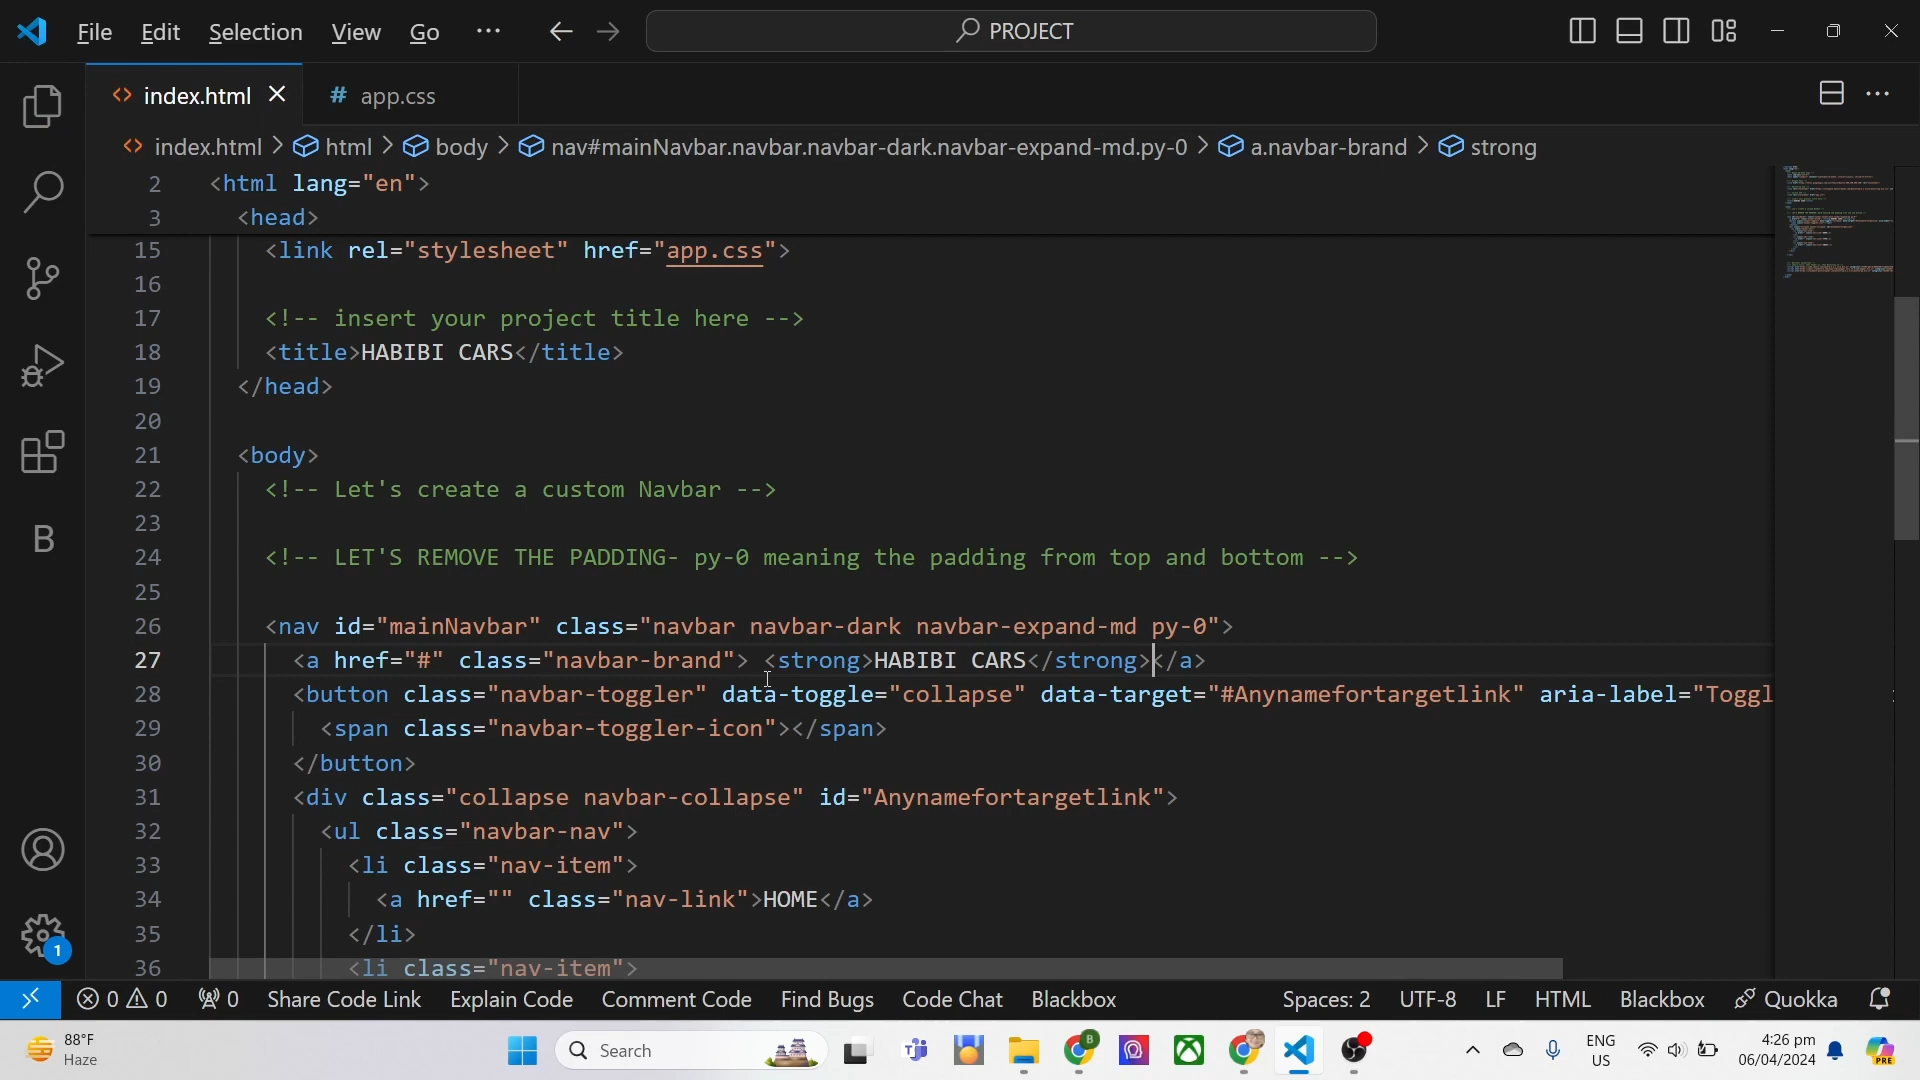 File Edit Selection View Go ··· PROJECT
index.html # app.css
index.html > html > body > nav#mainNavbar.navbar.navbar-dark.navbar-expand-md.py-0 > a.navbar-brand > strong
2 <html lang="en">
3 <head>
15 <link rel="stylesheet" href="app.css">
16
17 <!-- insert your project title here -->
18 <title>HABIBI CARS</title>
19 </head>
20
21 <body>
22 <!-- Let's create a custom Navbar -->
23
24 <!-- LET'S REMOVE THE PADDING- py-0 meaning the padding from top and bottom -->
25
26 <nav id="mainNavbar" class="navbar navbar-dark navbar-expand-md py-0">
27 <a href="#" class="navbar-brand"> <strong>HABIBI CARS</strong></a>
28 <button class="navbar-toggler" data-toggle="collapse" data-target="#Anynamefortargetlink" aria-label="Toggl
29 <span class="navbar-toggler-icon"></span>
30 </button>
31 <div class="collapse navbar-collapse" id="Anynamefortargetlink">
32 <ul class="navbar-nav">
33 <li class="nav-item">
34 <a href="" class="nav-link">HOME</a>
35 </li>
36 <li class="nav-item">
B
1
0 0 0 Share Code Link Explain Code Comment Code Find Bugs Code Chat Blackbox Spaces: 2 UTF-8 LF HTML Blackbox Quokka
88°F
Haze
Search
ENG
US
4:26 pm
06/04/2024
PRE